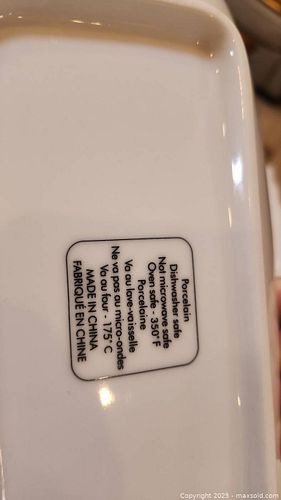 Porcelain
Dishwasher safe
Not microwave safe
Oven safe - 350°F
Porcelaine
Va au lave-vaisselle
Ne va pas au micro-ondes
Va au four - 175°C
MADE IN CHINA
FABRIQUÉ EN CHINE
Copyright 2023 - maxsold.com